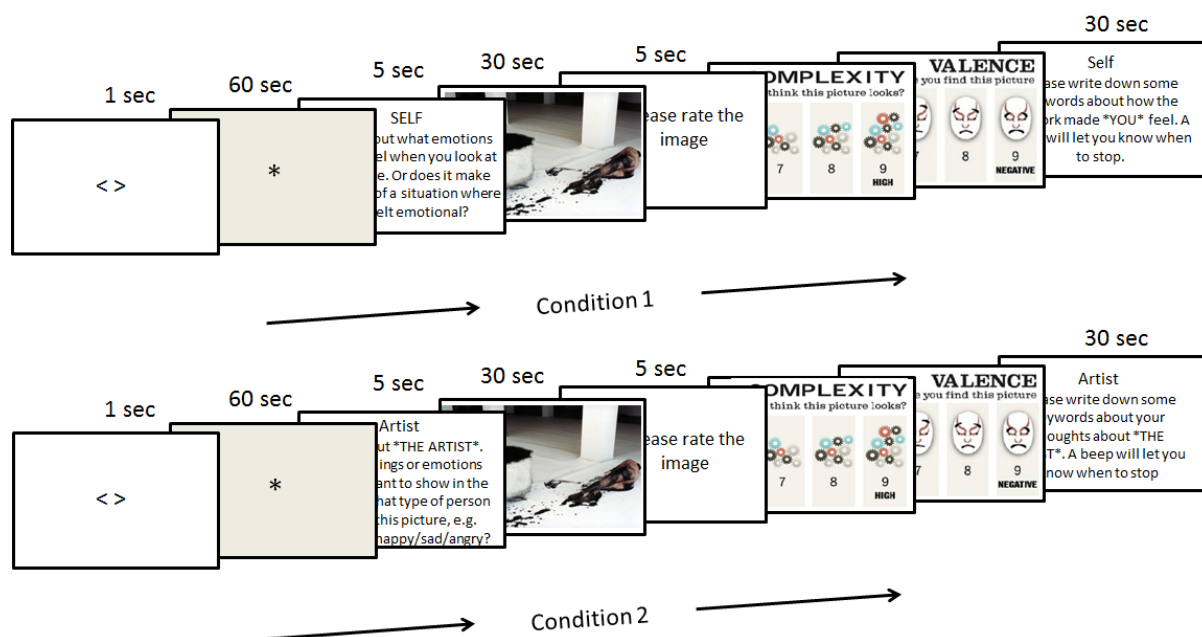 1 sec
< >
60 sec
*
5 sec
SELF
out what emotions
el when you look at
e. Or does it make
of a situation where
elt emotional?
30 sec
5 sec
ease rate the
image
OMPLEXITY
think this picture looks?
7 8 9
HIGH
VALENCE
e you find this picture
7 8 9
NEGATIVE
30 sec
Self
ase write down some
words about how the
ork made *YOU* feel. A
will let you know when
to stop.
Condition 1
1 sec
< >
60 sec
*
5 sec
Artist
ut *THE ARTIST*.
ings or emotions
ant to show in the
hat type of person
this picture, e.g.
happy/sad/angry?
30 sec
5 sec
ease rate the
image
OMPLEXITY
think this picture looks?
7 8 9
HIGH
VALENCE
e you find this picture
7 8 9
NEGATIVE
30 sec
Artist
ase write down some
ywords about your
oughts about *THE
ST*. A beep will let you
now when to stop
Condition 2